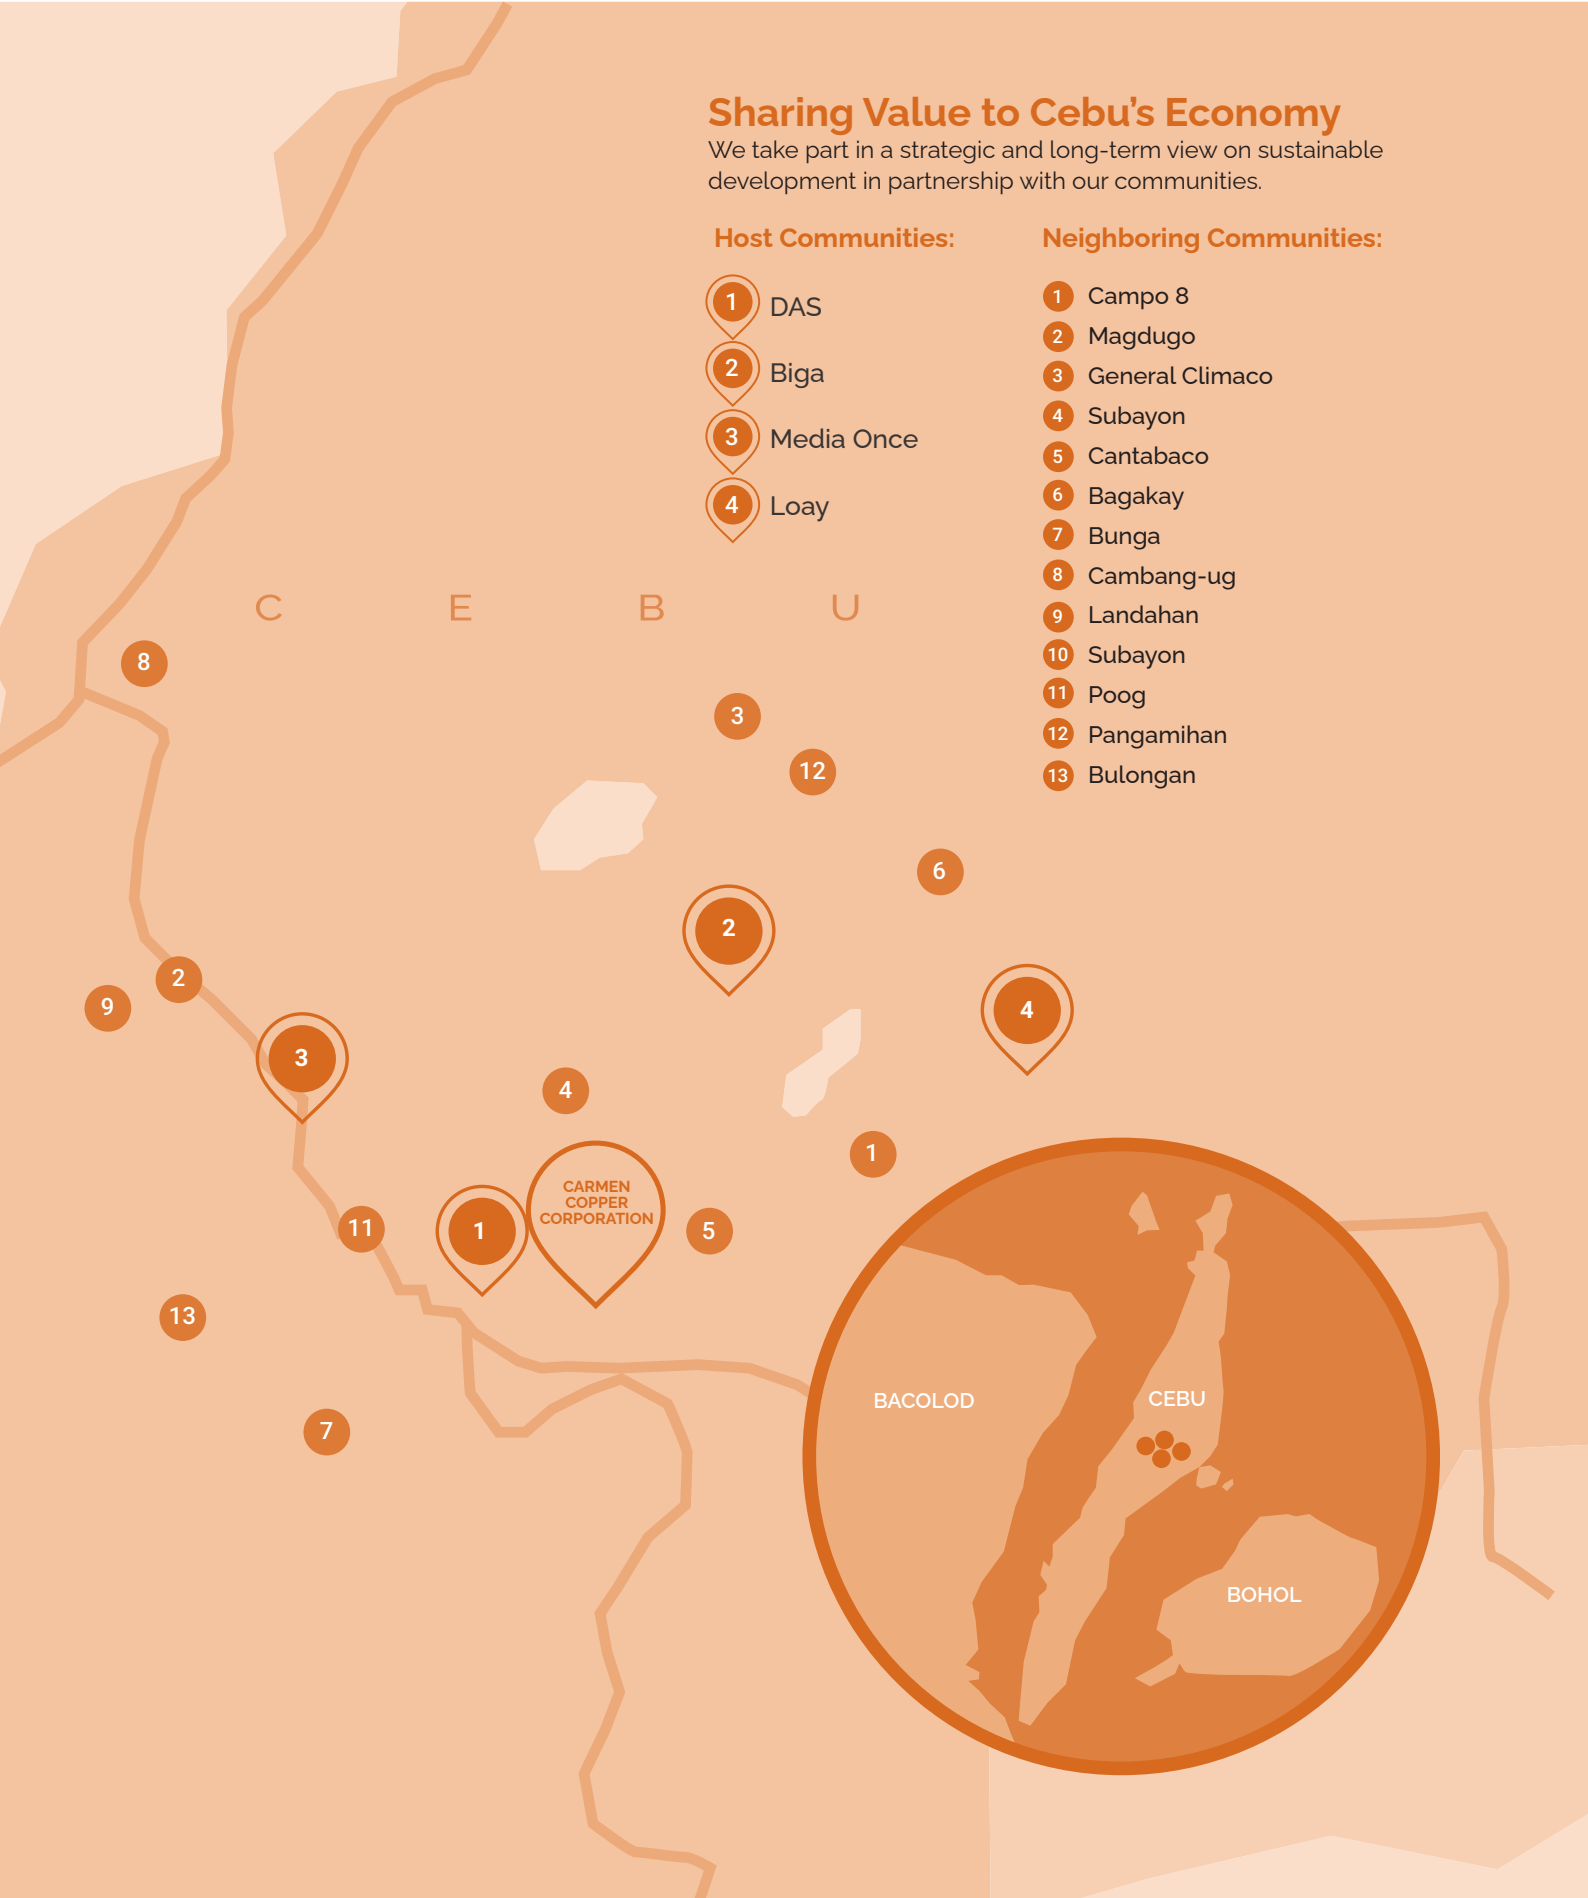 Sharing Value to Cebu's Economy
We take part in a strategic and long-term view on sustainable
development in partnership with our communities.
Host Communities:
1 DAS
2 Biga
3 Media Once
4 Loay
Neighboring Communities:
1 Campo 8
2 Magdugo
3 General Climaco
4 Subayon
5 Cantabaco
6 Bagakay
7 Bunga
8 Cambang-ug
9 Landahan
10 Subayon
11 Poog
12 Pangamihan
13 Bulongan
C E B U
8
3
12
6
2
2
9
4
3
4
1
CARMEN
COPPER
CORPORATION
11
1
5
13
7
BACOLOD
CEBU
BOHOL